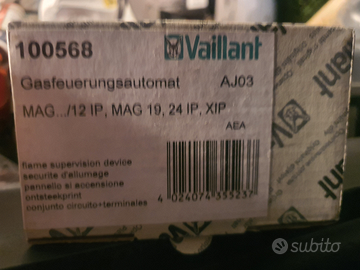 100568
Vaillant
Gasfeuerungsautomat AJ03
MAG.../12 IP, MAG 19, 24 IP, XIP
AEA
flame supervision device
securite d'allumage
pannello si accensione
ontsteekprint
conjunto circuito+terminales
4 024074 355237
subito